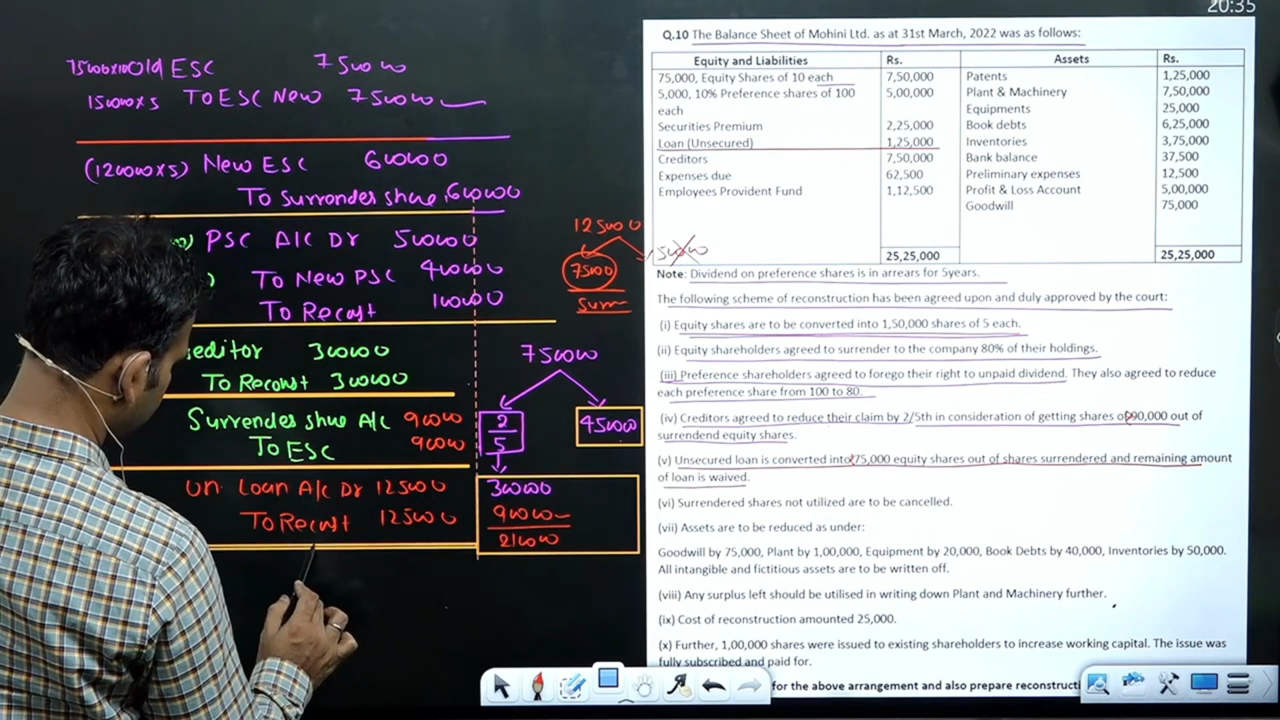 20:35
75000x10 Old ESC 750000
150000x5 To ESC New 750000
(120000x5) New ESC 600000
To Surrender share 600000
PSC A/C Dr 500000
To New PSC 400000
To Reconst 100000
editor 300000
To Reconst 300000
Surrender share A/c 90000
To ESC 90000
Un. Loan A/c Dr 125000
To Reconst 125000
125000
75000
50000
Surr
750000
2
5
450000
300000
90000
210000
Q.10 The Balance Sheet of Mohini Ltd. as at 31st March, 2022 was as follows:
Equity and Liabilities Rs. Assets Rs.
75,000, Equity Shares of 10 each 7,50,000 Patents 1,25,000
5,000, 10% Preference shares of 100 5,00,000 Plant & Machinery 7,50,000
each Equipments 25,000
Securities Premium 2,25,000 Book debts 6,25,000
Loan (Unsecured) 1,25,000 Inventories 3,75,000
Creditors 7,50,000 Bank balance 37,500
Expenses due 62,500 Preliminary expenses 12,500
Employees Provident Fund 1,12,500 Profit & Loss Account 5,00,000
Goodwill 75,000
25,25,000 25,25,000
Note: Dividend on preference shares is in arrears for 5years.
The following scheme of reconstruction has been agreed upon and duly approved by the court:
(i) Equity shares are to be converted into 1,50,000 shares of 5 each.
(ii) Equity shareholders agreed to surrender to the company 80% of their holdings.
(iii) Preference shareholders agreed to forego their right to unpaid dividend. They also agreed to reduce
each preference share from 100 to 80.
(iv) Creditors agreed to reduce their claim by 2/5th in consideration of getting shares of 90,000 out of
surrendend equity shares.
(v) Unsecured loan is converted into 75,000 equity shares out of shares surrendered and remaining amount
of loan is waived.
(vi) Surrendered shares not utilized are to be cancelled.
(vii) Assets are to be reduced as under:
Goodwill by 75,000, Plant by 1,00,000, Equipment by 20,000, Book Debts by 40,000, Inventories by 50,000.
All intangible and fictitious assets are to be written off.
(viii) Any surplus left should be utilised in writing down Plant and Machinery further.
(ix) Cost of reconstruction amounted 25,000.
(x) Further, 1,00,000 shares were issued to existing shareholders to increase working capital. The issue was
fully subscribed and paid for.
for the above arrangement and also prepare reconstructi